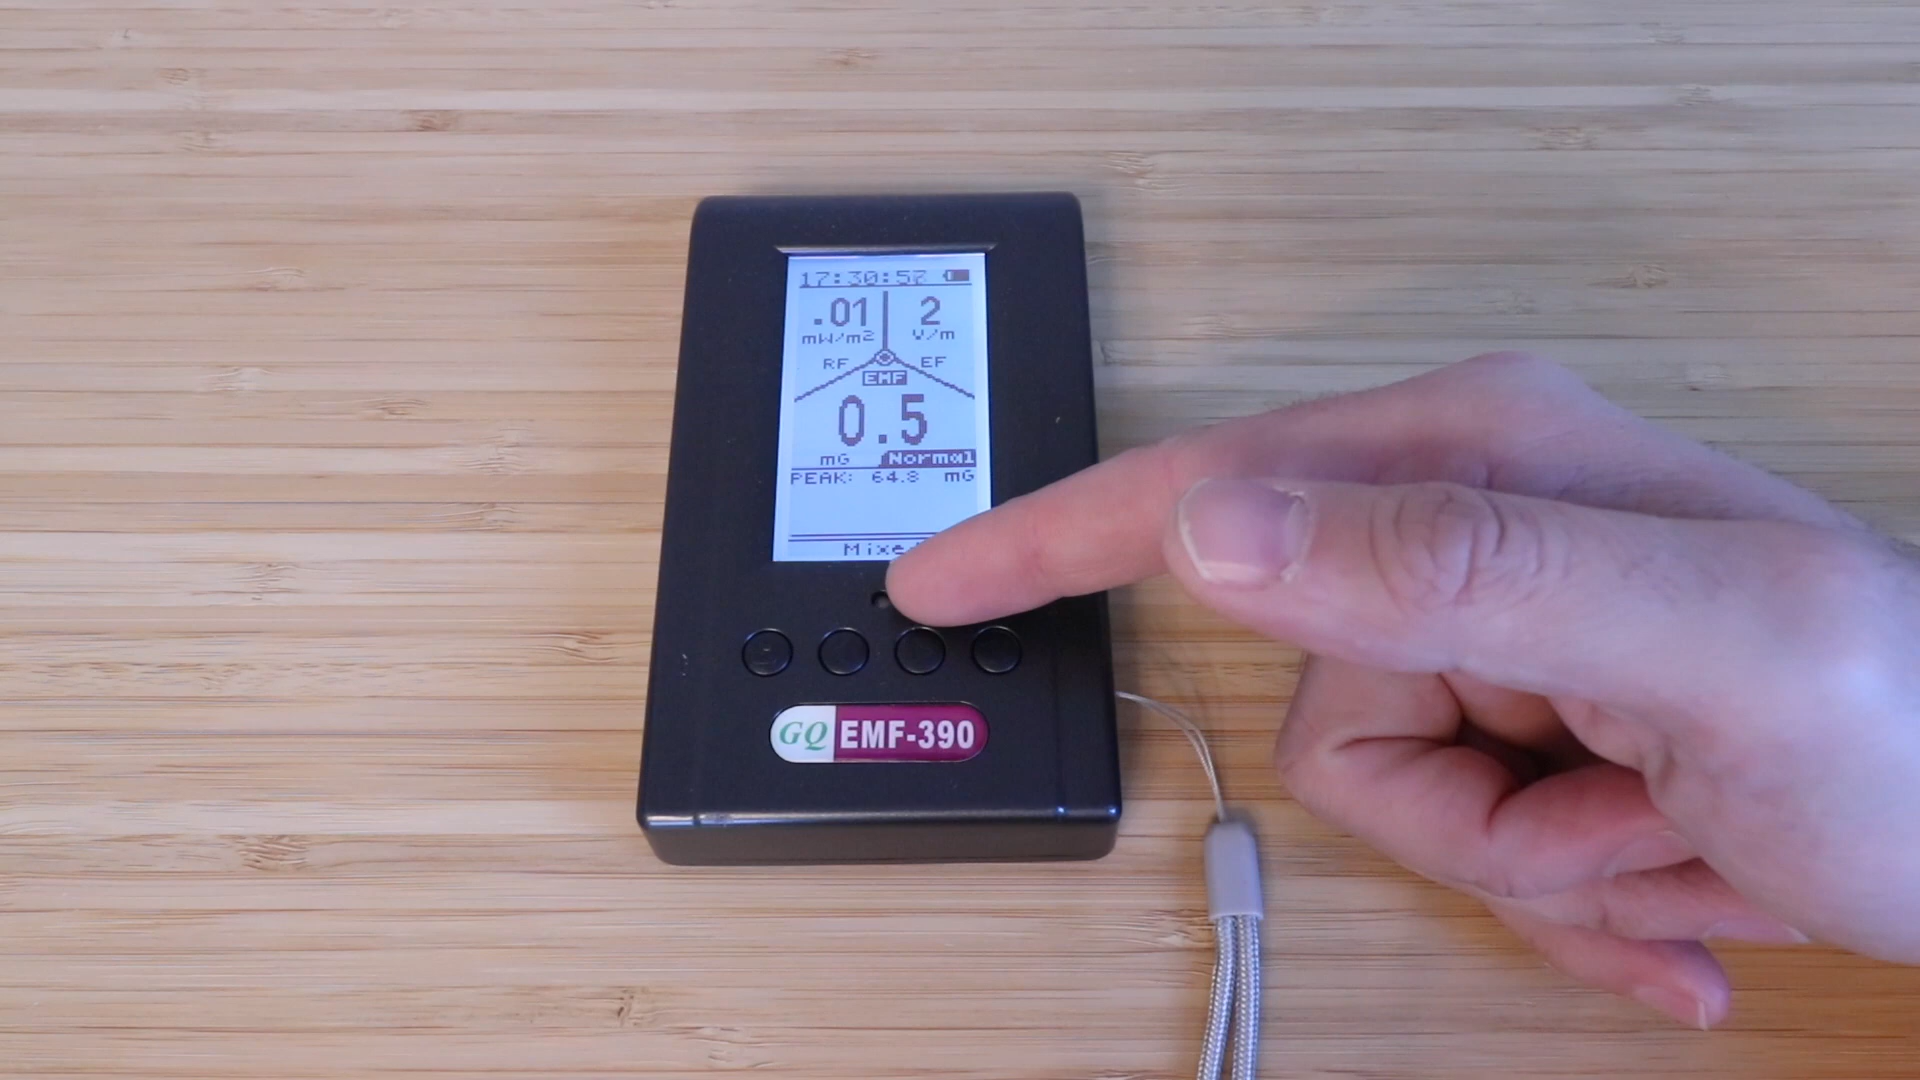 17:30:57
.01 2
mW/m2 V/m
RF EF
EMF
0.5
mG Normal
PEAK: 64.8 mG
GQ EMF-390